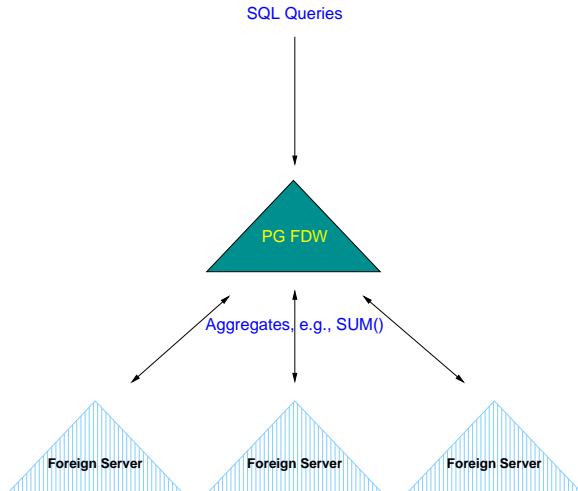 SQL Queries
PG FDW
Aggregates, e.g., SUM()
Foreign Server
Foreign Server
Foreign Server